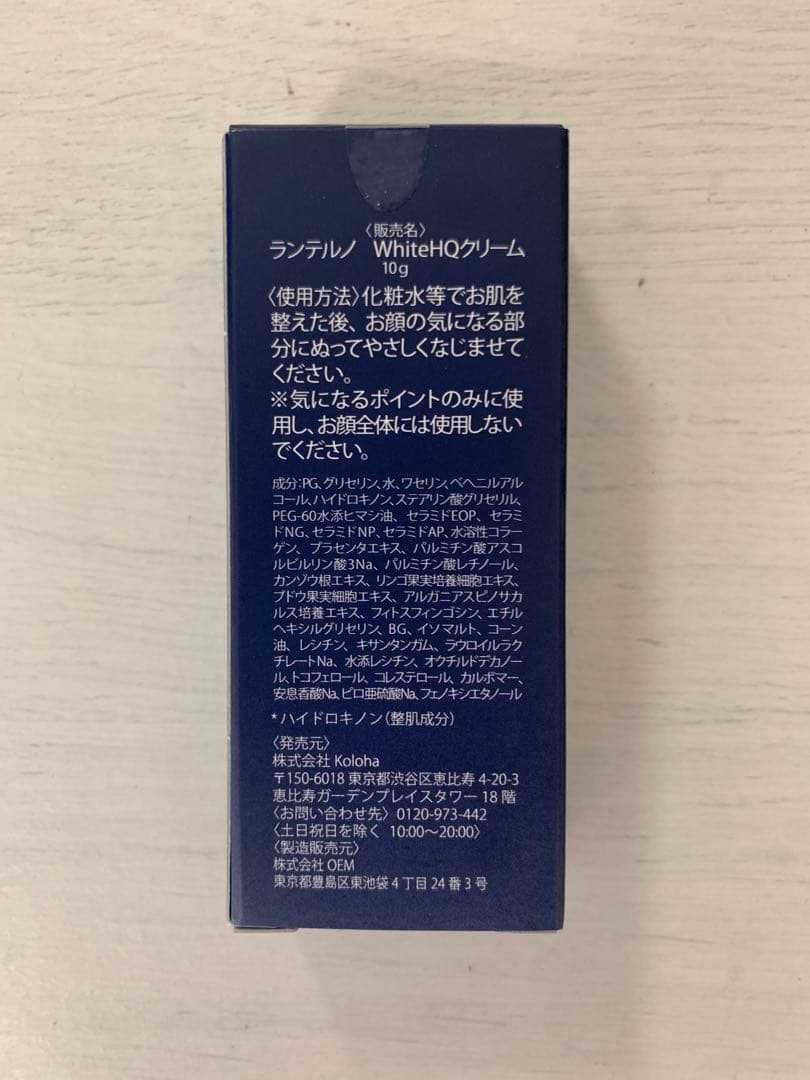 〈販売名〉
ランテルノ　WhiteHQクリーム
10g
〈使用方法〉化粧水等でお肌を
整えた後、お顔の気になる部
分にぬってやさしくなじませて
ください。
※気になるポイントのみに使
用し、お顔全体には使用しない
でください。
成分:PG、グリセリン、水、ワセリン、ベヘニルアル
コール、ハイドロキノン、ステアリン酸グリセリル、
PEG-60水添ヒマシ油、セラミドEOP、セラミ
ドNG、セラミドNP、セラミドAP、水溶性コラー
ゲン、プラセンタエキス、パルミチン酸アスコ
ルビルリン酸3Na、パルミチン酸レチノール、
カンゾウ根エキス、リンゴ果実培養細胞エキス、
ブドウ果実細胞エキス、アルガニアスピノサカ
ルス培養エキス、フィトスフィンゴシン、エチル
ヘキシルグリセリン、BG、イソマルト、コーン
油、レシチン、キサンタンガム、ラウロイルラク
チレートNa、水添レシチン、オクチルドデカノー
ル、トコフェロール、コレステロール、カルボマー、
安息香酸Na、ピロ亜硫酸Na、フェノキシエタノール
*ハイドロキノン(整肌成分)
〈発売元〉
株式会社 Koloha
〒150-6018 東京都渋谷区恵比寿 4-20-3
恵比寿ガーデンプレイスタワー 18 階
〈お問い合わせ先〉0120-973-442
〈土日祝日を除く 10:00〜20:00〉
〈製造販売元〉
株式会社 OEM
東京都豊島区東池袋 4 丁目 24 番 3 号